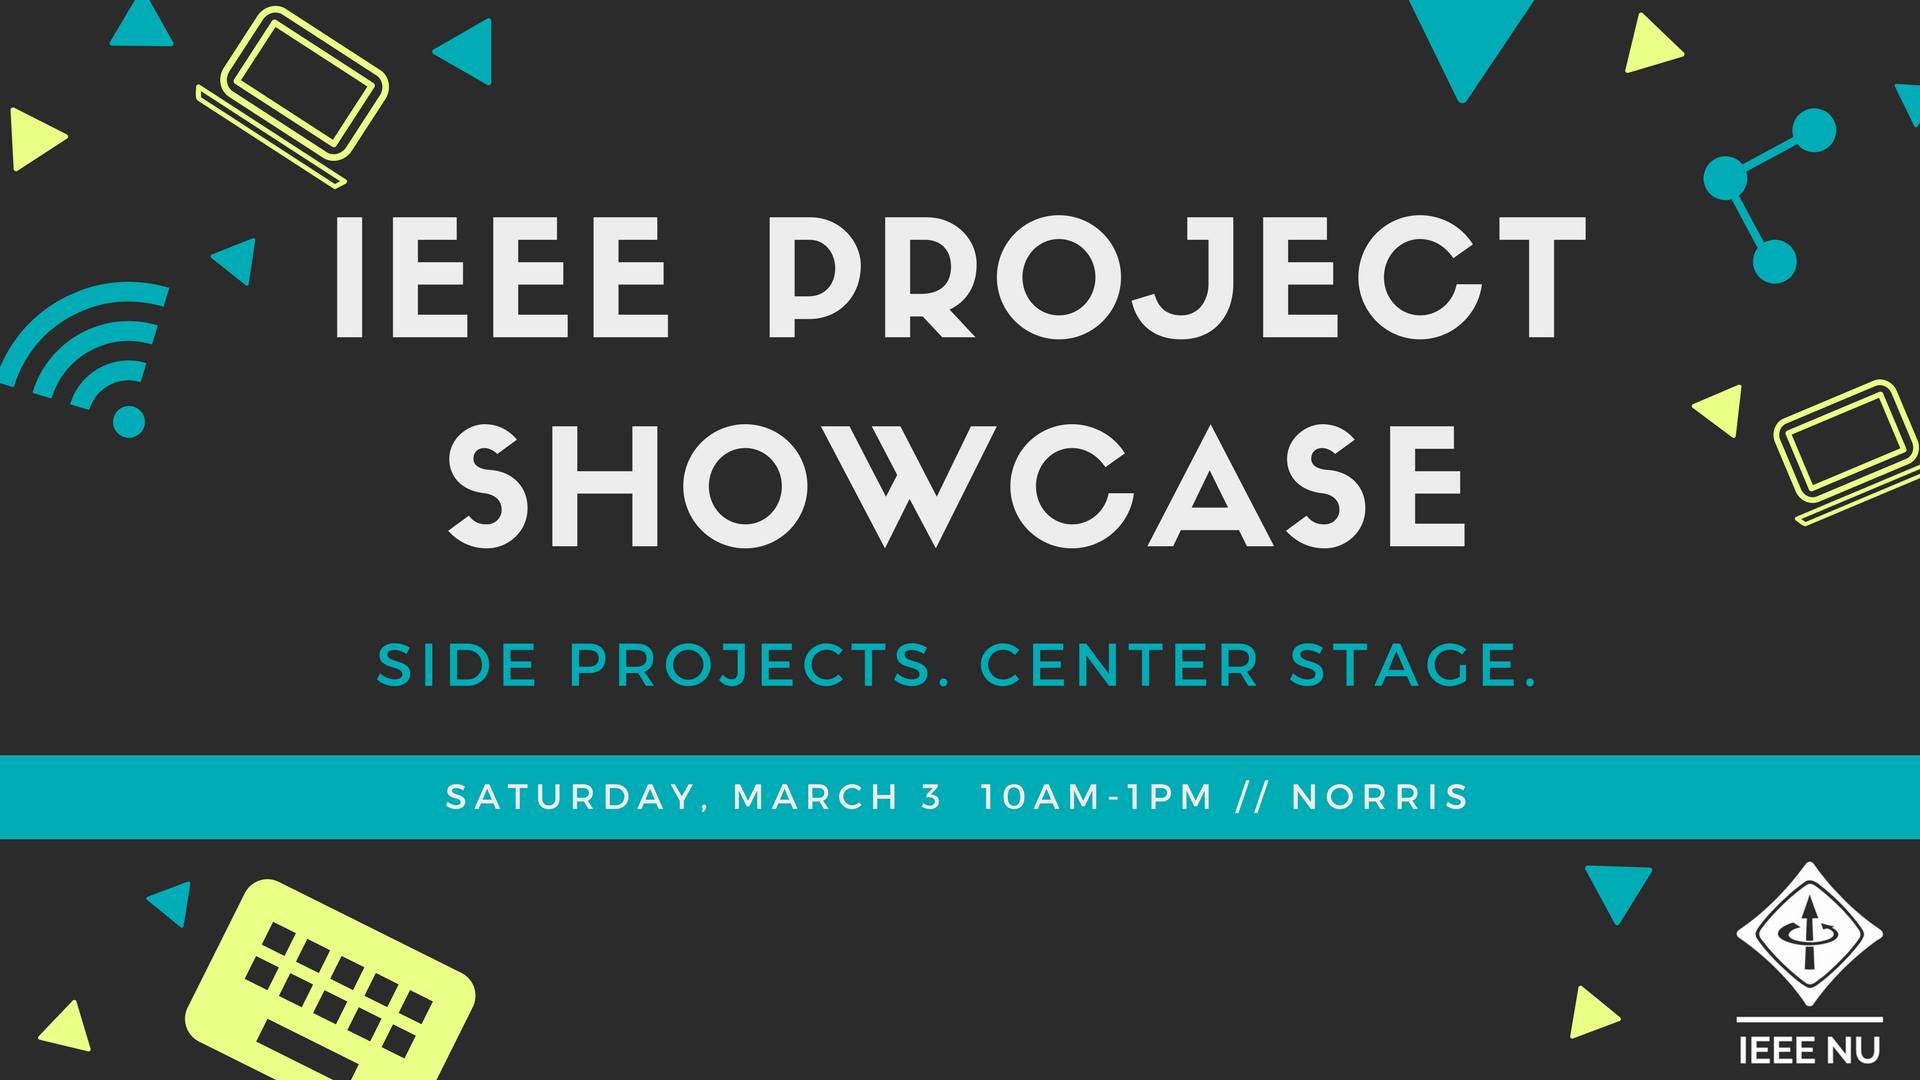 IEEE PROJECT
SHOWCASE
SIDE PROJECTS. CENTER STAGE.
SATURDAY, MARCH 3 10AM-1PM // NORRIS
IEEE NU